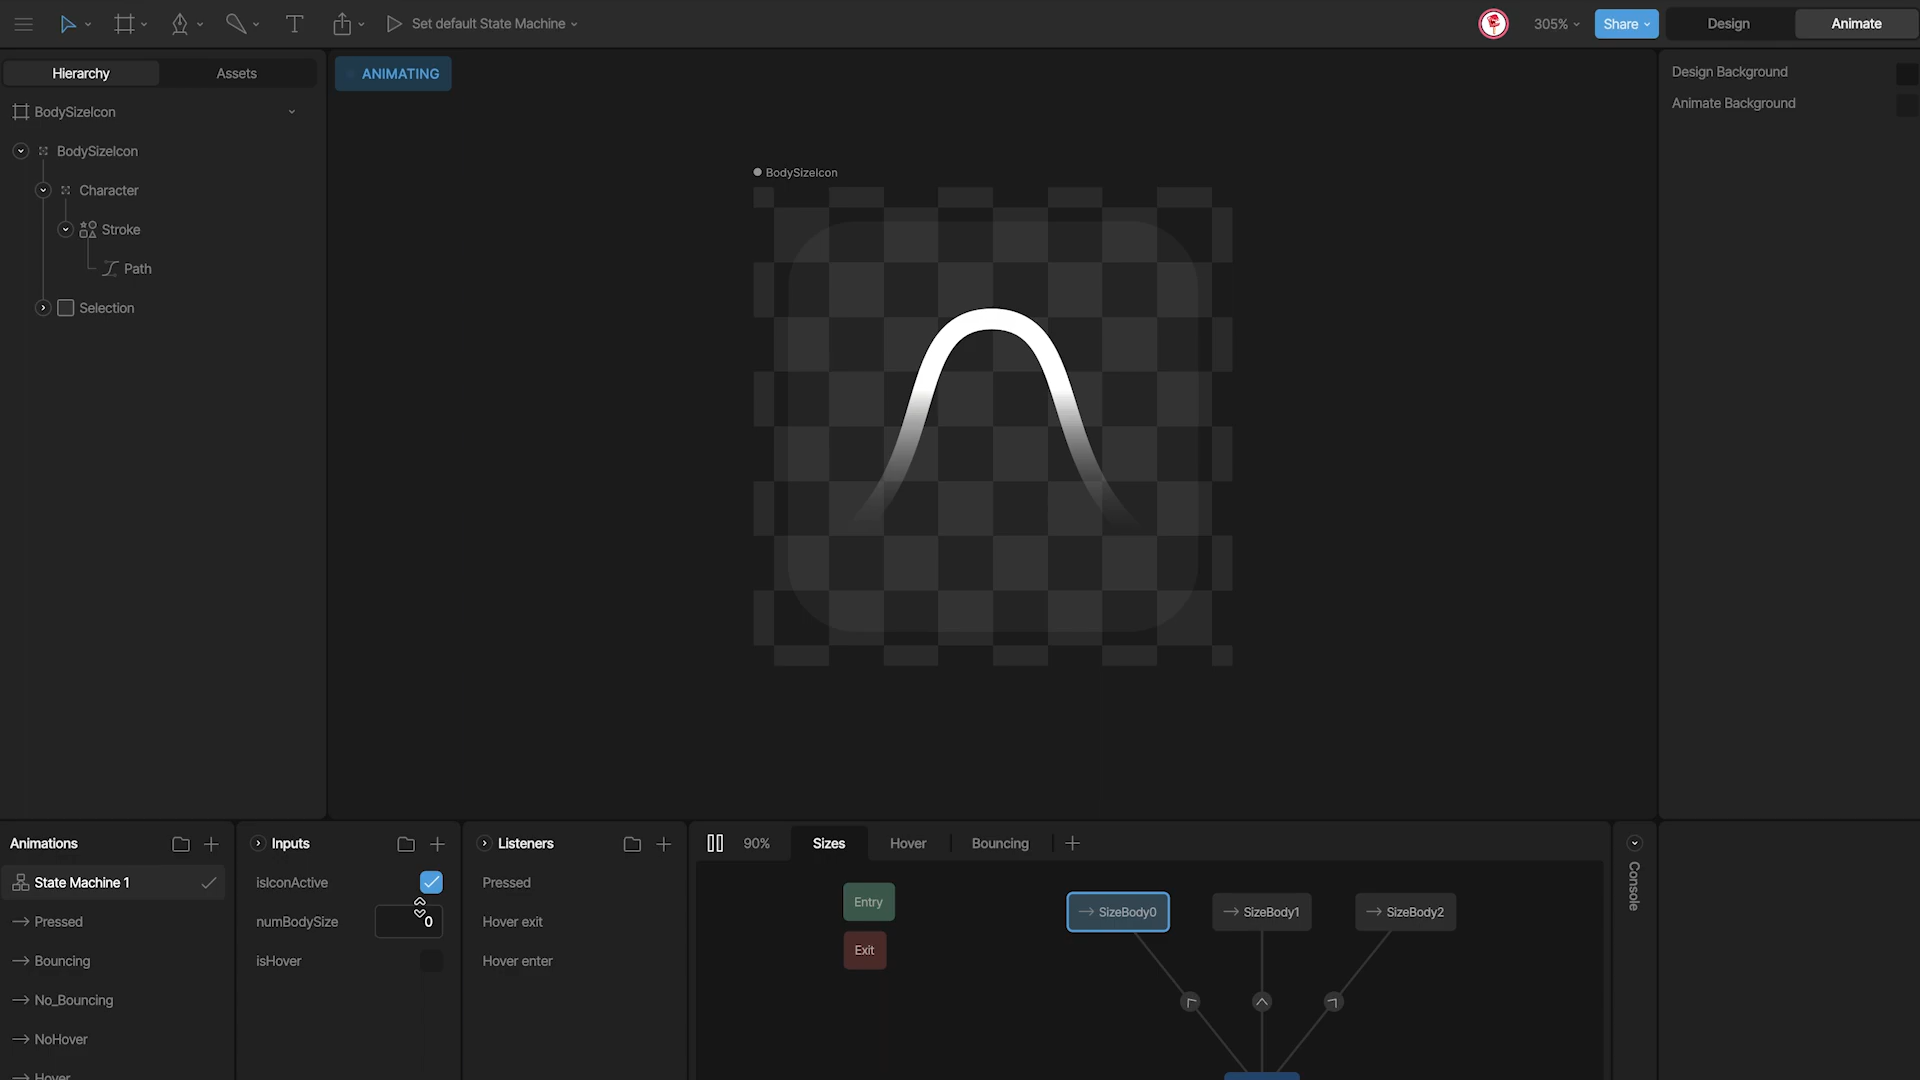 Set default State Machine
305%
Share
Design
Animate
Hierarchy
Assets
ANIMATING
Design Background
Animate Background
BodySizeIcon
BodySizeIcon
Character
Stroke
Path
Selection
BodySizeIcon
Animations
State Machine 1
Pressed
Bouncing
No_Bouncing
NoHover
Hover
Inputs
isIconActive
numBodySize
0
isHover
Listeners
Pressed
Hover exit
Hover enter
90%
Sizes
Hover
Bouncing
Entry
Exit
SizeBody0
SizeBody1
SizeBody2
Console